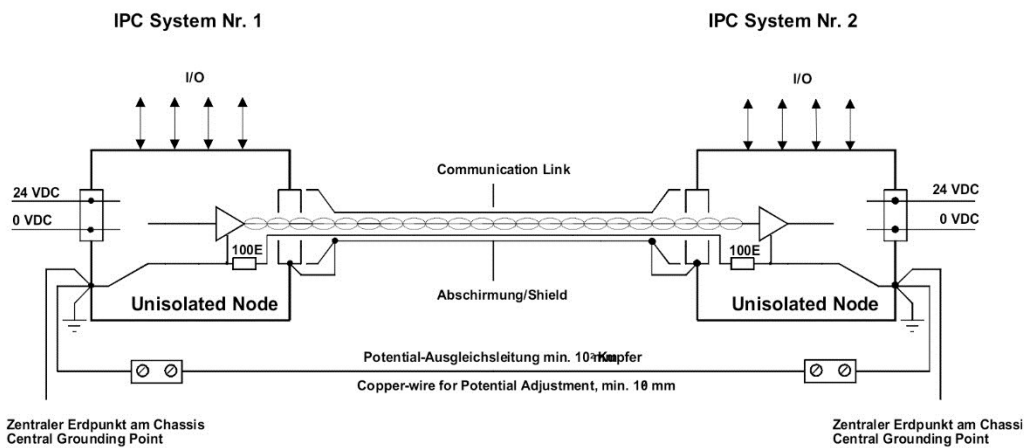 IPC System Nr. 1
IPC System Nr. 2
I/O
I/O
Communication Link
24 VDC
24 VDC
0 VDC
0 VDC
100E
100E
Abschirmung/Shield
Unisolated Node
Unisolated Node
Potential-Ausgleichsleitung min. 10
Copper-wire for Potential Adjustment, min. mm
Zentraler Erdpunkt am Chassis
Central Grounding Point
Zentraler Erdpunkt am Chassi
Central Grounding Point